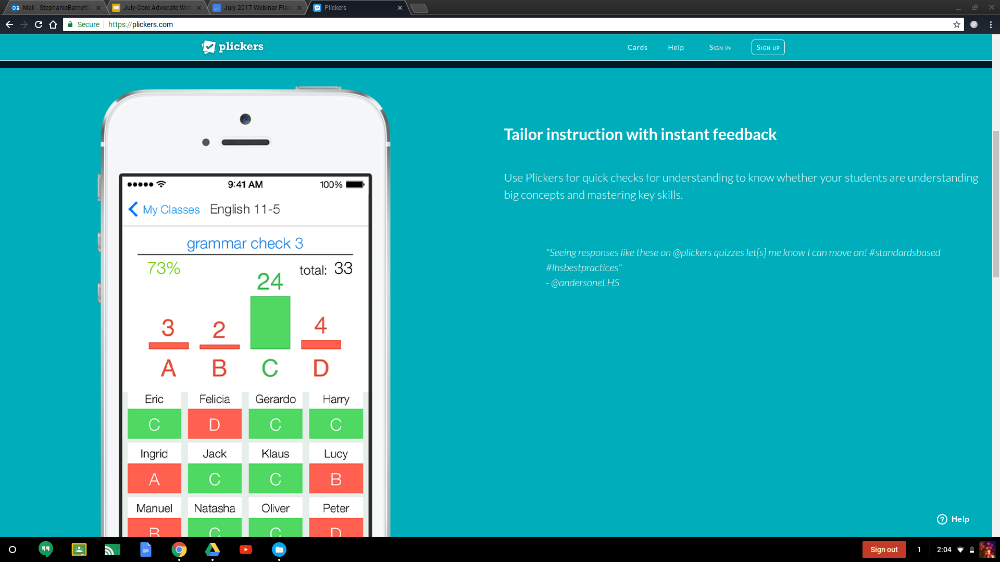 Mail - StephanieBarnett
July Core Advocate Web
July 2017 Webinar Plan
Plickers
Secure
https://plickers.com
plickers
Cards
Help
Sign in
Sign up
9:41 AM
100%
My Classes
English 11-5
grammar check 3
73%
total: 33
24
3
2
4
A
B
C
D
Eric
Felicia
Gerardo
Harry
C
D
C
C
Ingrid
Jack
Klaus
Lucy
A
C
C
B
Manuel
Natasha
Oliver
Peter
B
C
C
D
Tailor instruction with instant feedback
Use Plickers for quick checks for understanding to know whether your students are understanding
big concepts and mastering key skills.
"Seeing responses like these on @plickers quizzes let[s] me know I can move on! #standardsbased
#lhsbestpractices"
- @andersoneLHS
Help
Sign out
1
2:04